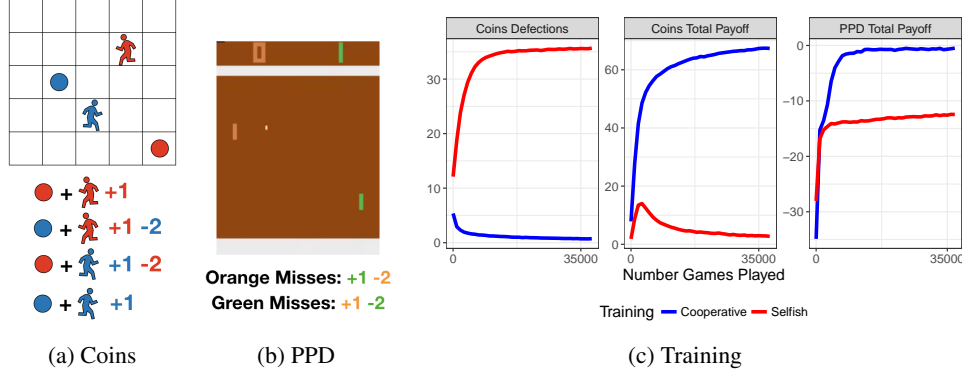 + +1
+ +1 -2
+ +1 -2
+ +1
(a) Coins
Orange Misses: +1 -2
Green Misses: +1 -2
(b) PPD
Coins Defections
Coins Total Payoff
PPD Total Payoff
30
20
10
0
0
35000
60
40
20
0
0
35000
0
−10
−20
−30
0
35000
Number Games Played
Training Cooperative Selfish
(c) Training